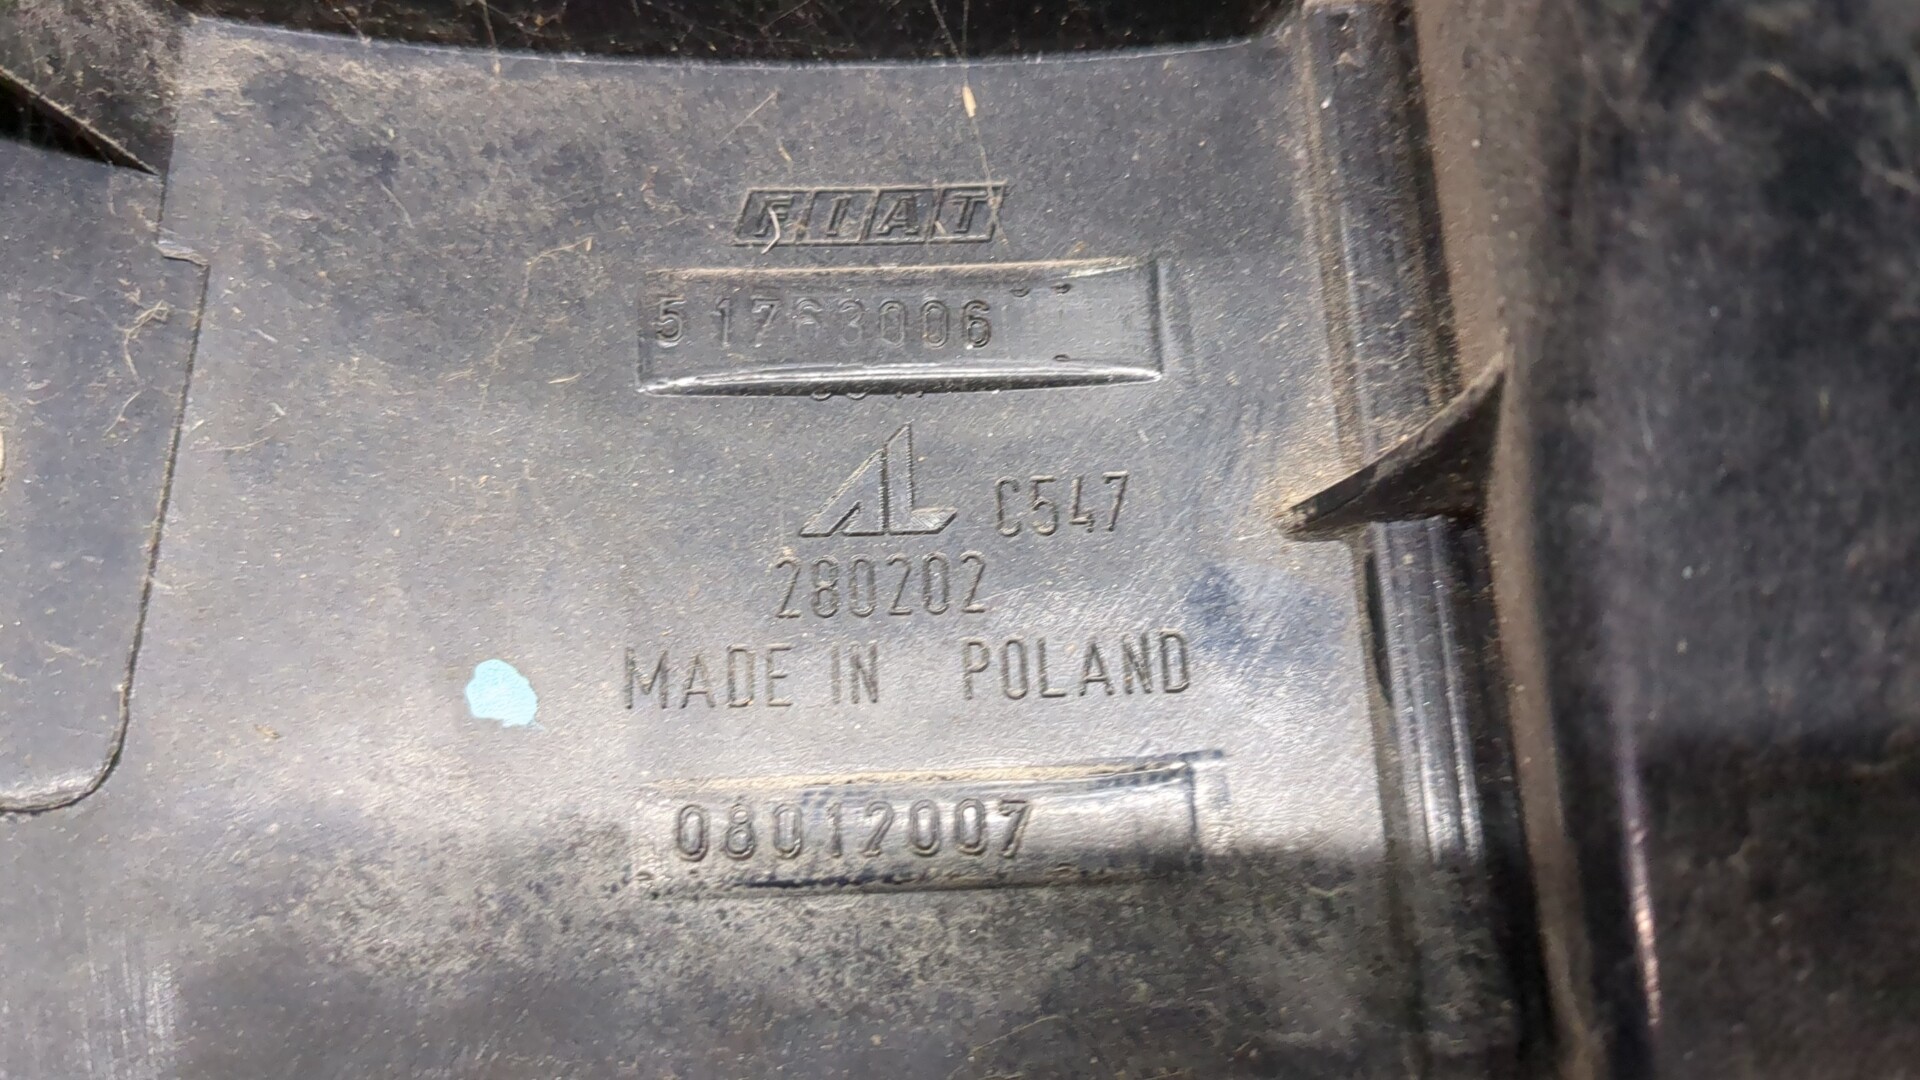 FIAT
51763006
AL C547
280202
MADE IN POLAND
08012007